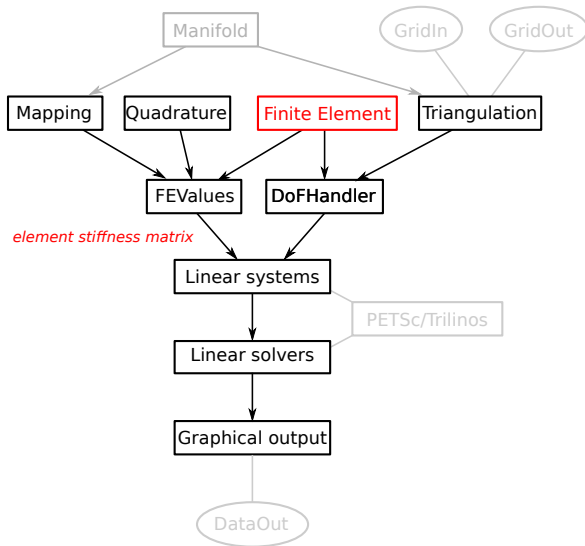 Manifold
GridIn
GridOut
Mapping
Quadrature
Finite Element
Triangulation
FEValues
DoFHandler
element stiffness matrix
Linear systems
PETSc/Trilinos
Linear solvers
Graphical output
DataOut